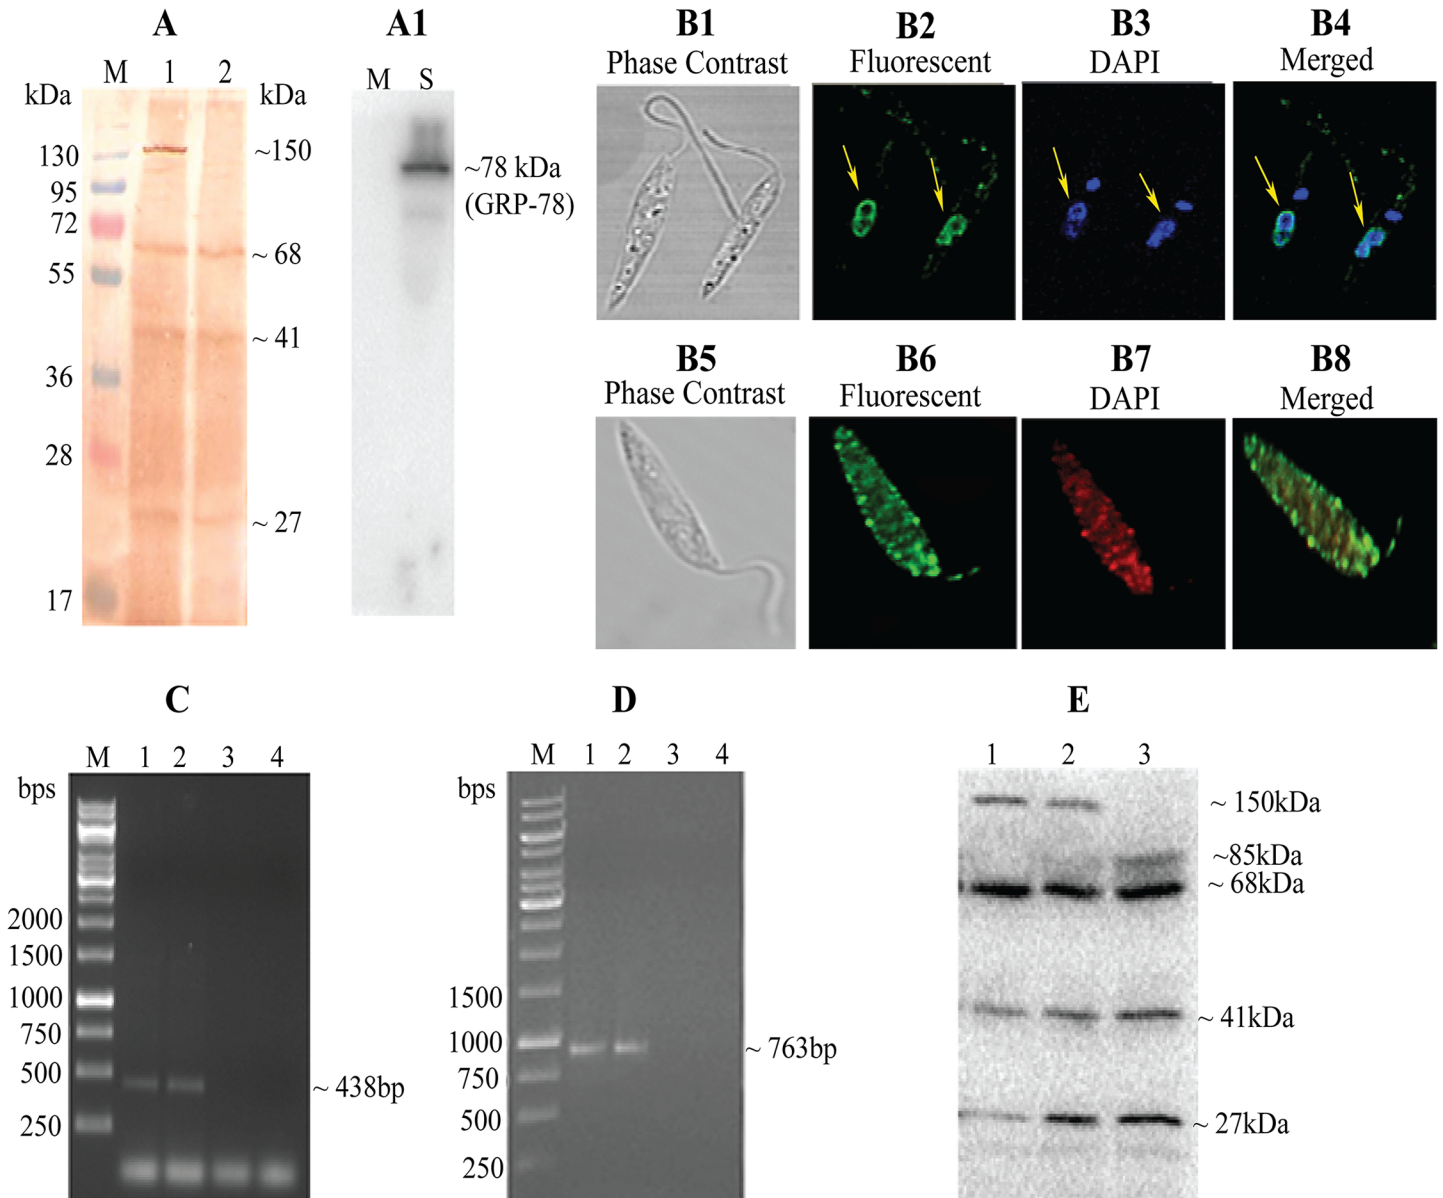 A
M 1 2
kDa
kDa
130
95
72
55
36
28
17
~150
~ 68
~ 41
~ 27
A1
M S
~78 kDa
(GRP-78)
B1
Phase Contrast
B2
Fluorescent
B3
DAPI
B4
Merged
B5
Phase Contrast
B6
Fluorescent
B7
DAPI
B8
Merged
C
M 1 2 3 4
bps
2000
1500
1000
750
500
250
~ 438bp
D
M 1 2 3 4
bps
1500
1000
750
500
250
~ 763bp
E
1 2 3
~ 150kDa
~85kDa
~ 68kDa
~ 41kDa
~ 27kDa